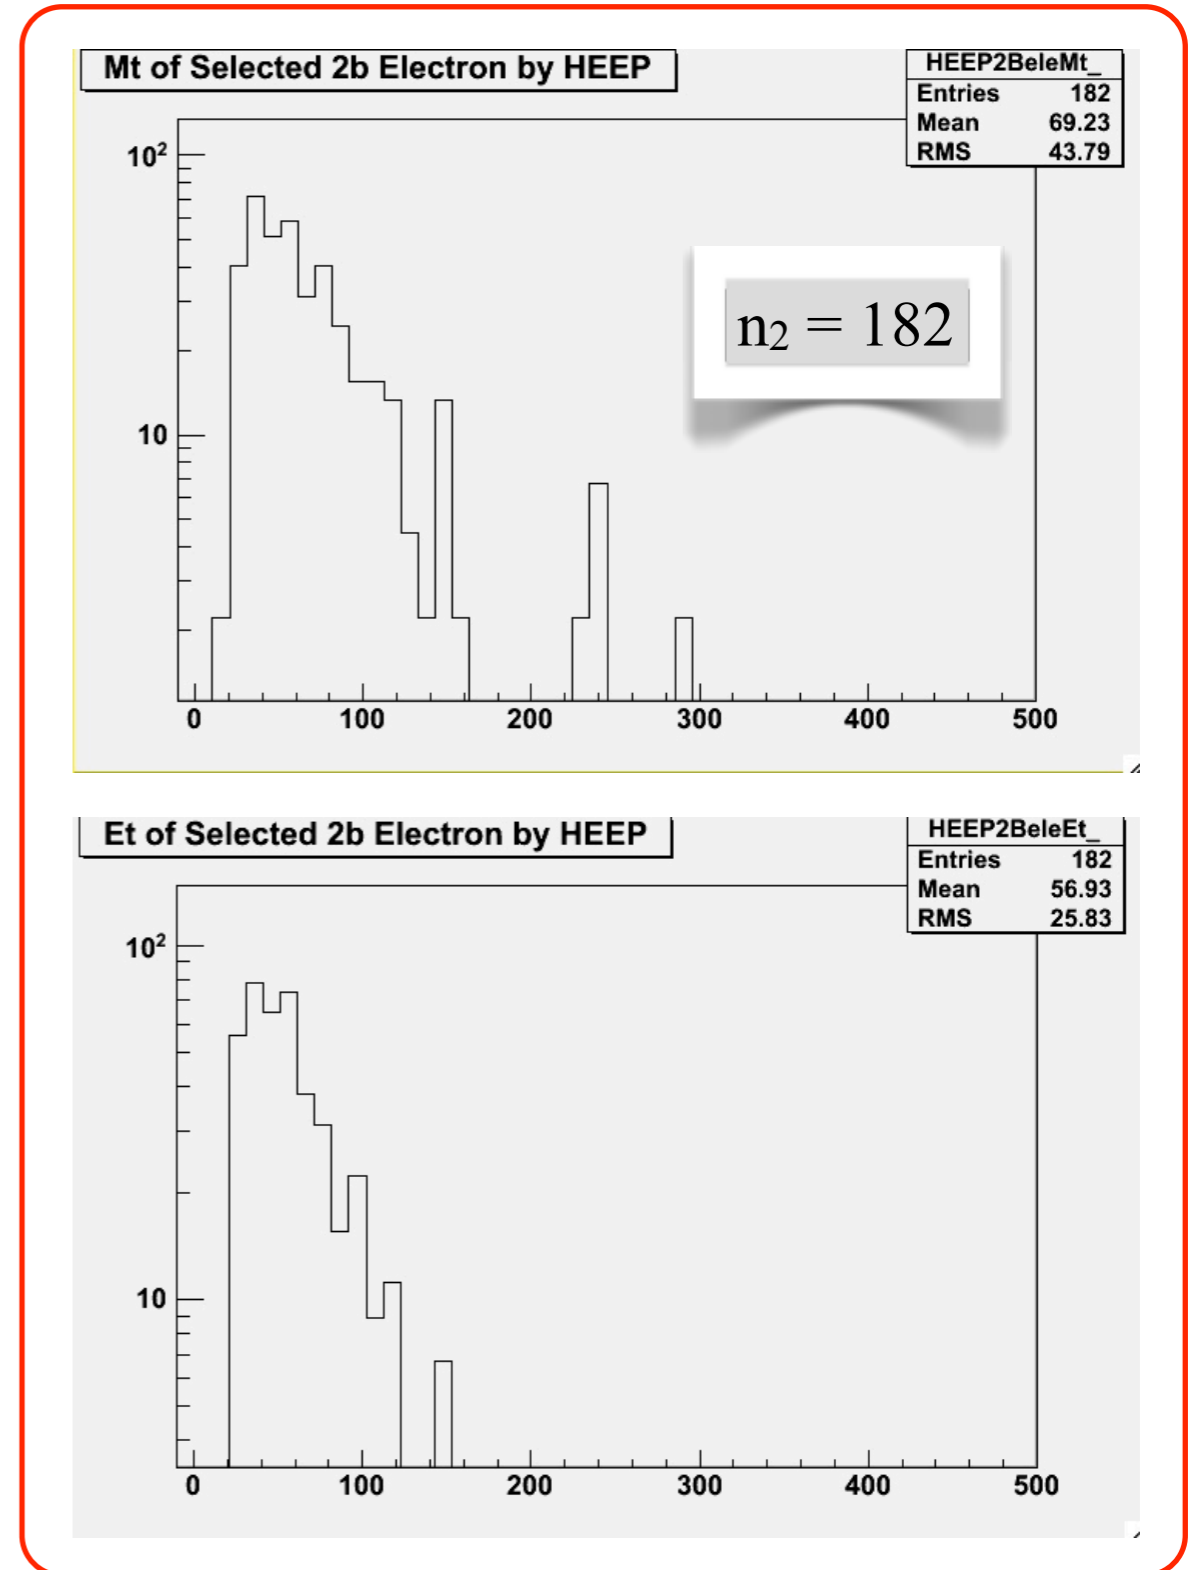 Mt of Selected 2b Electron by HEEP
HEEP2BeleMt_
Entries 182
Mean 69.23
RMS 43.79
10²
n₂ = 182
10
0 100 200 300 400 500
Et of Selected 2b Electron by HEEP
HEEP2BeleEt_
Entries 182
Mean 56.93
RMS 25.83
10²
10
0 100 200 300 400 500